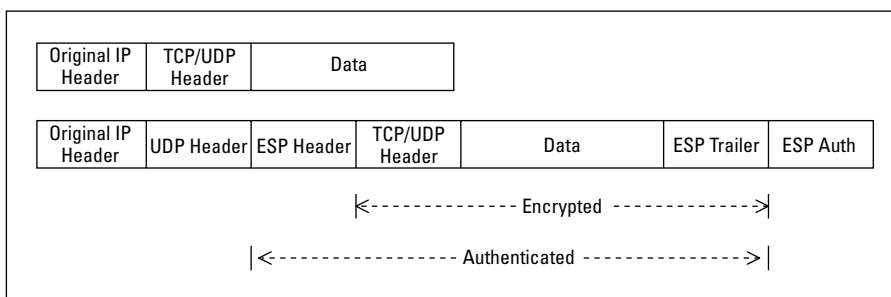 Original IP
Header
TCP/UDP
Header
Data
Original IP
Header
UDP Header
ESP Header
TCP/UDP
Header
Data
ESP Trailer
ESP Auth
Encrypted
Authenticated